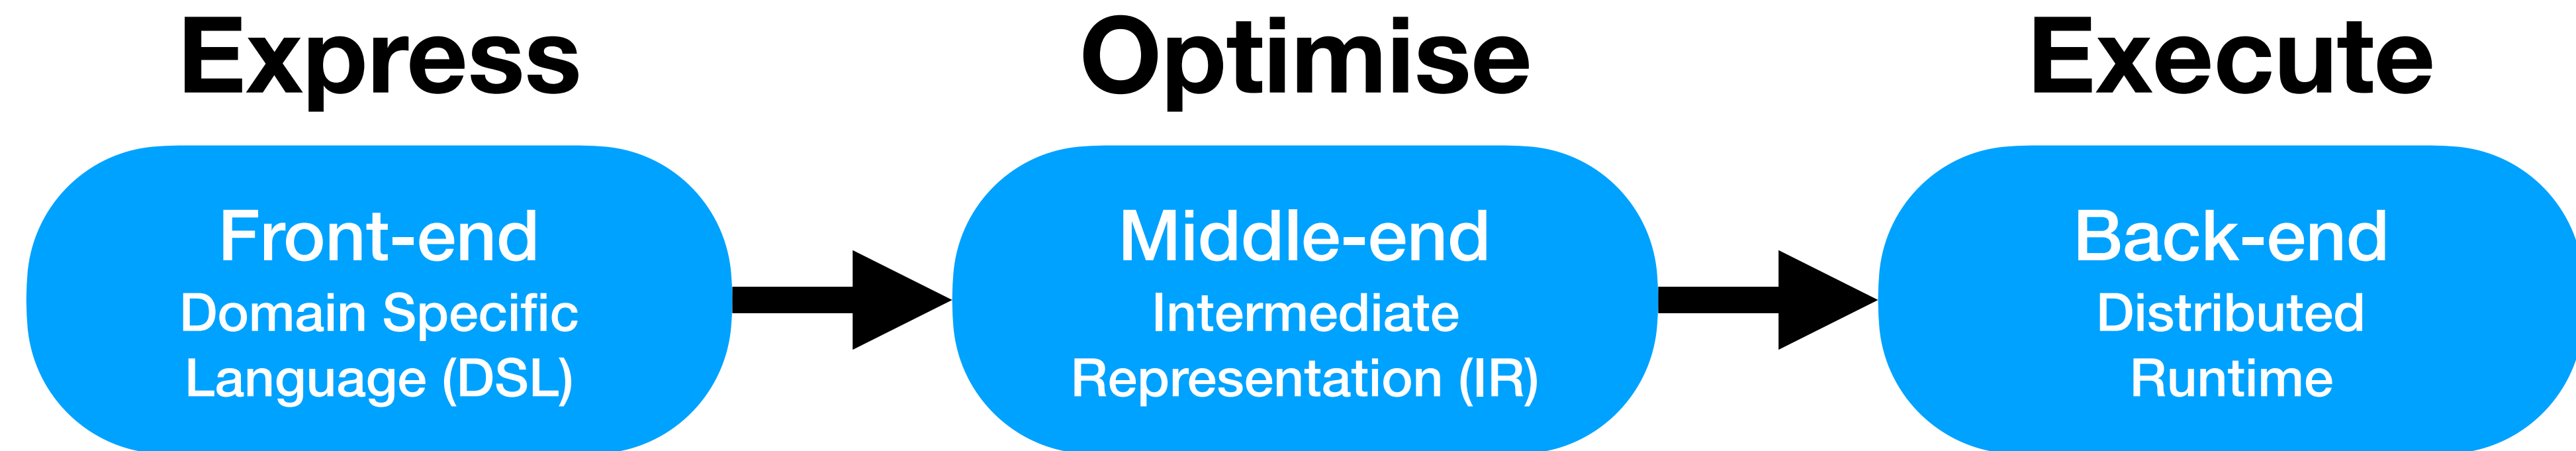 Express
Optimise
Execute
Front-end
Domain Specific
Language (DSL)
Middle-end
Intermediate
Representation (IR)
Back-end
Distributed
Runtime